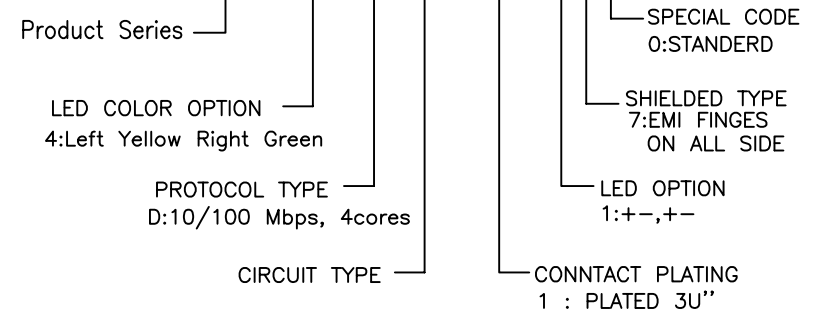 Product Series
LED COLOR OPTION
4:Left Yellow Right Green
PROTOCOL TYPE
D:10/100 Mbps, 4cores
CIRCUIT TYPE
SPECIAL CODE
0:STANDERD
SHIELDED TYPE
7:EMI FINGES
ON ALL SIDE
LED OPTION
1:+-,+-
CONNTACT PLATING
1 : PLATED 3U''